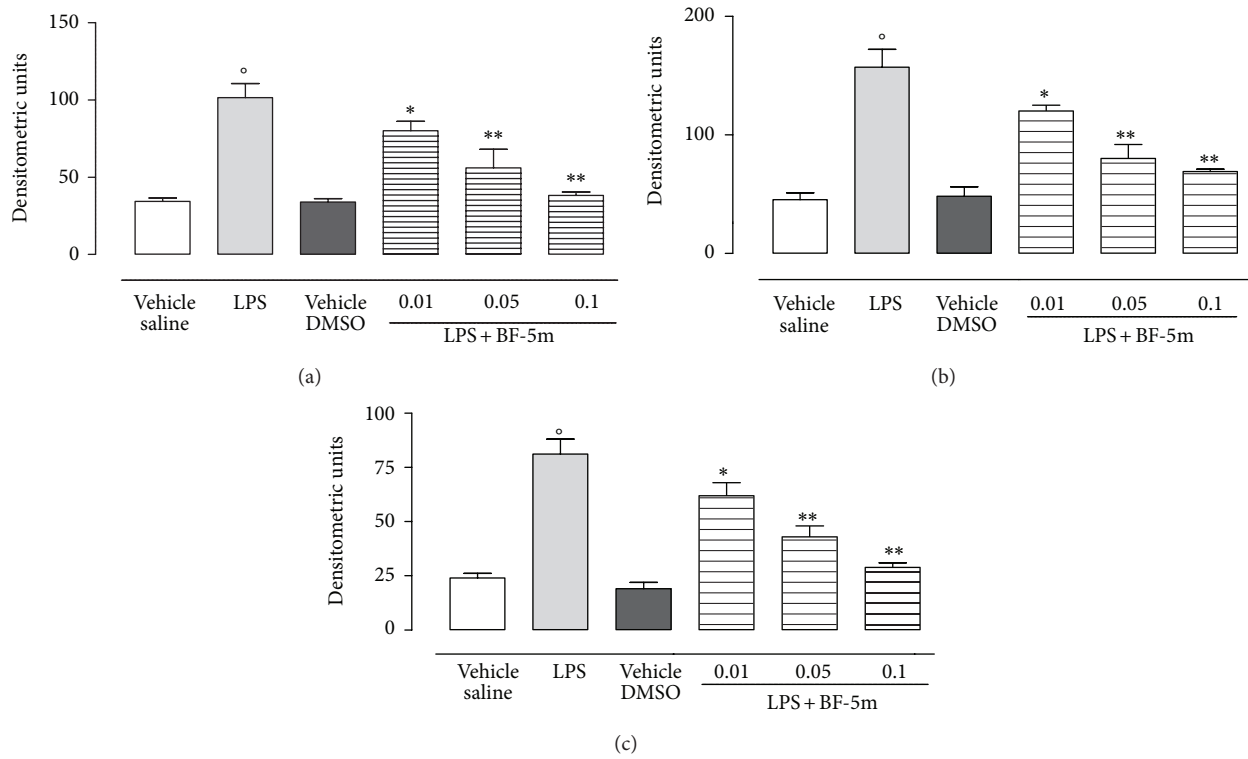 150
100
50
0
Densitometric units
°
*
**
**
Vehicle saline
LPS
Vehicle DMSO
0.01
0.05
0.1
LPS + BF-5m
(a)
200
100
0
Densitometric units
°
*
**
**
Vehicle saline
LPS
Vehicle DMSO
0.01
0.05
0.1
LPS + BF-5m
(b)
100
75
50
25
0
Densitometric units
°
*
**
**
Vehicle saline
LPS
Vehicle DMSO
0.01
0.05
0.1
LPS + BF-5m
(c)